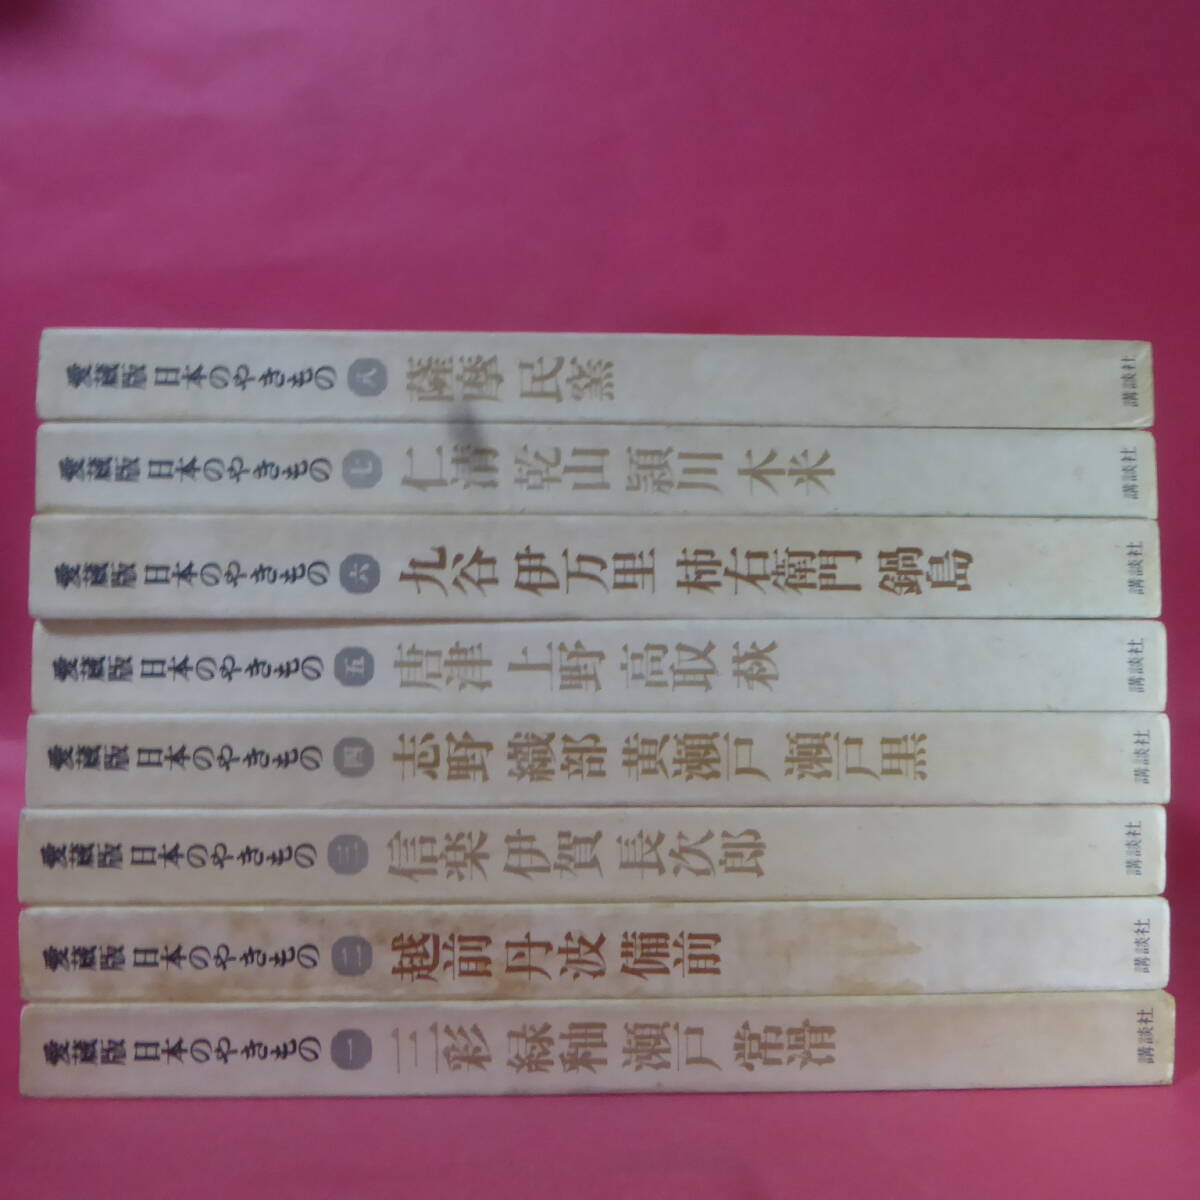 愛蔵版 日本のやきもの 八 薩摩 民窯 講談社
愛蔵版 日本のやきもの 七 仁清 乾山 頴川 木米 講談社
愛蔵版 日本のやきもの 六 九谷 伊万里 柿右衛門 鍋島 講談社
愛蔵版 日本のやきもの 五 唐津 上野 高取 萩 講談社
愛蔵版 日本のやきもの 四 志野 織部 黄瀬戸 瀬戸黒 講談社
愛蔵版 日本のやきもの 三 信楽 伊賀 長次郎 講談社
愛蔵版 日本のやきもの 二 越前 丹波 備前 講談社
愛蔵版 日本のやきもの 一 三彩 緑釉 瀬戸 常滑 講談社